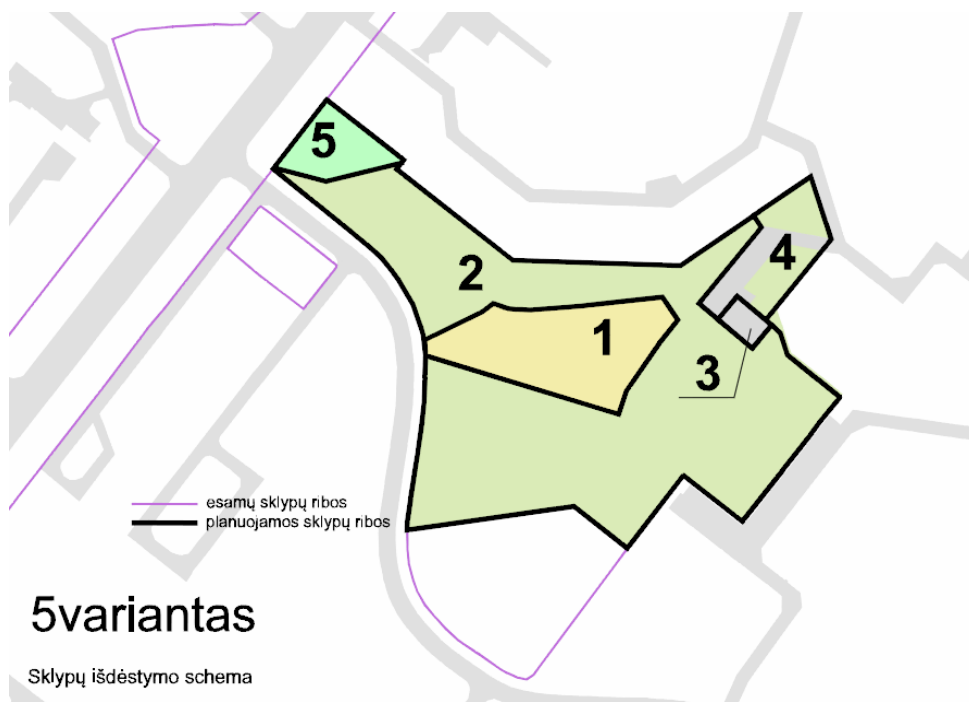 5
2
4
1
3
esamų sklypų ribos
planuojamos sklypų ribos
5variantas
Sklypų išdėstymo schema